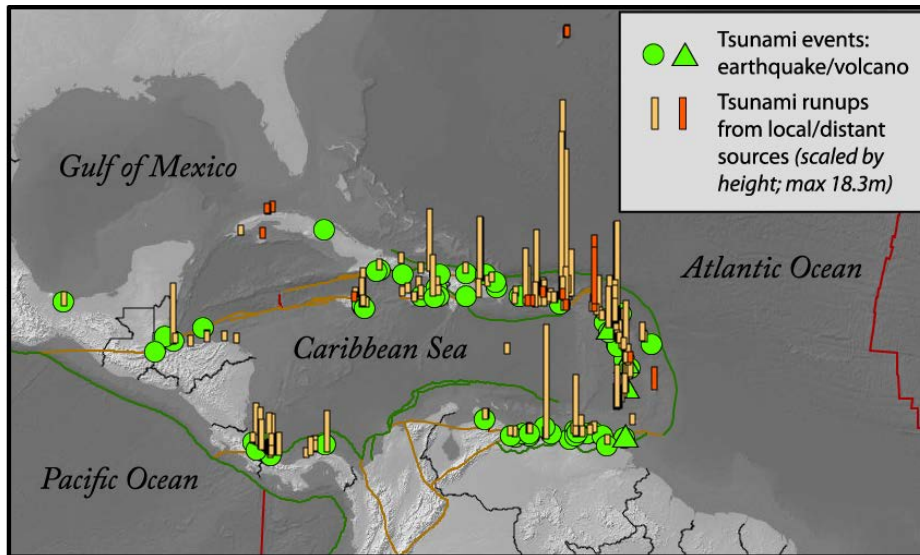 Tsunami events:
earthquake/volcano
Tsunami runups
from local/distant
sources (scaled by
height; max 18.3m)
Gulf of Mexico
Atlantic Ocean
Caribbean Sea
Pacific Ocean